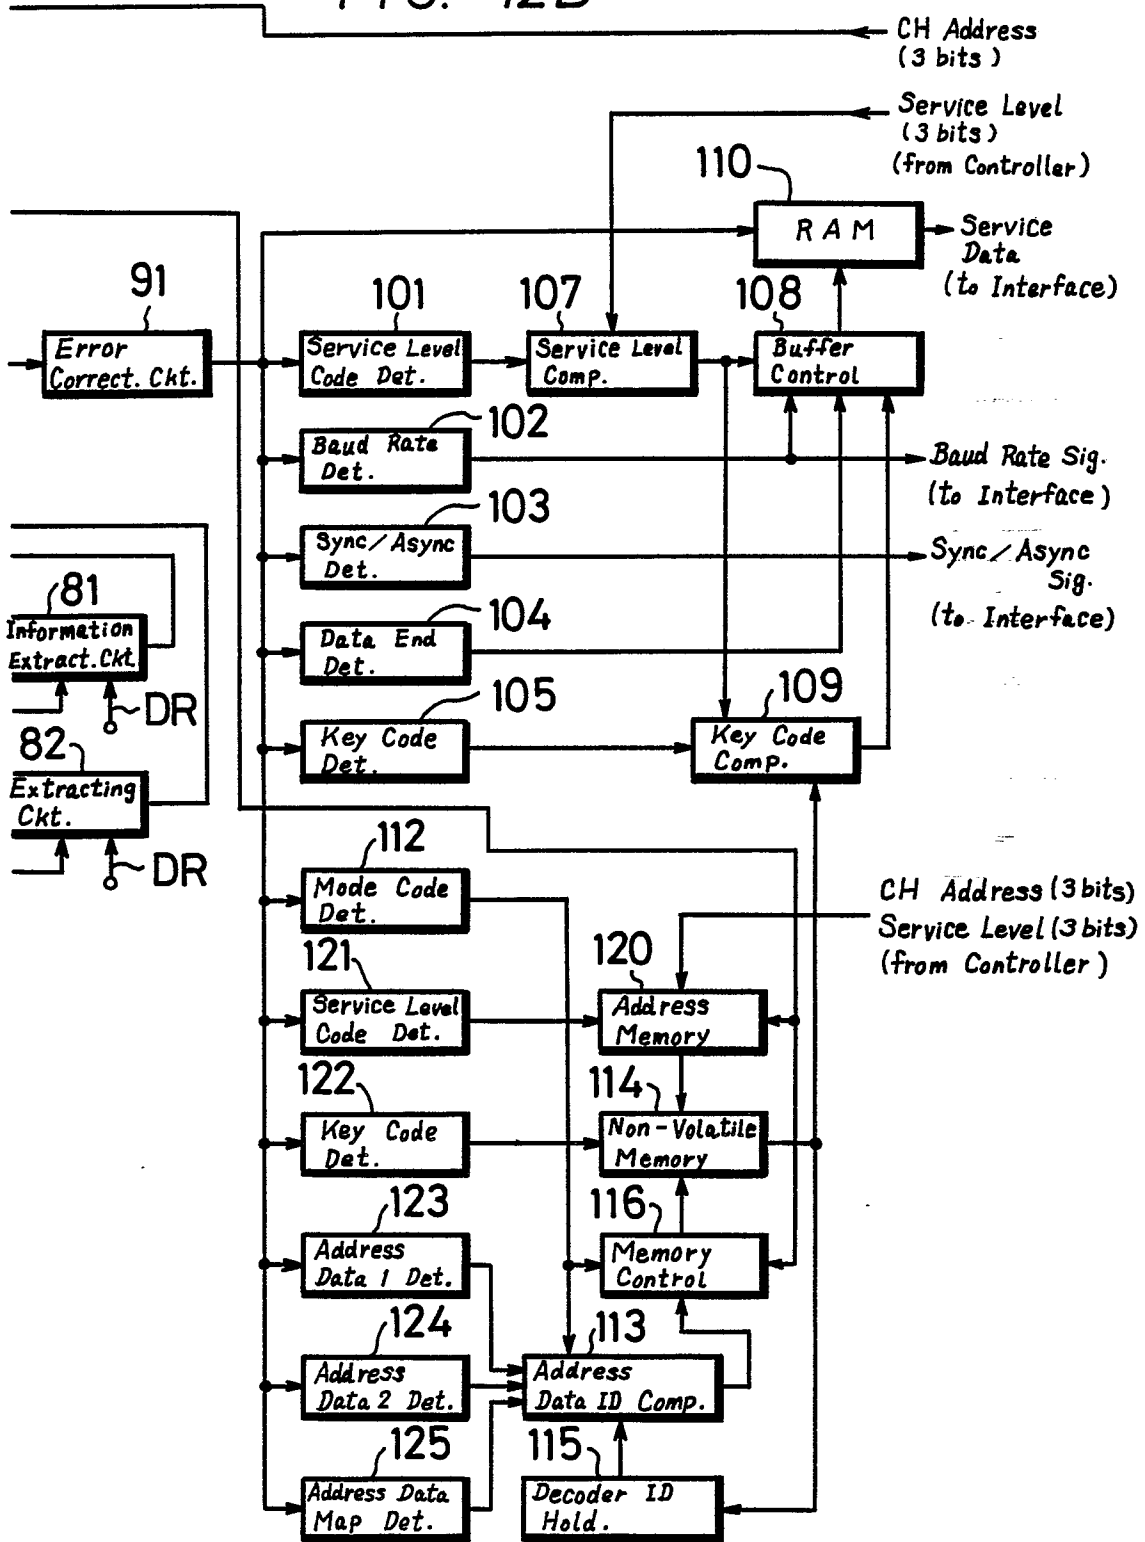 FIG. 12B
CH Address
(3 bits)
Service Level
(3 bits)
(from Controller)
110
RAM
Service
Data
(to Interface)
91
Error
Correct. Ckt.
101
Service Level
Code Det.
107
Service Level
Comp.
108
Buffer
Control
102
Baud Rate
Det.
Baud Rate Sig.
(to Interface)
103
Sync/Async
Det.
Sync/Async
Sig.
(to Interface)
81
Information
Extract. Ckt
DR
104
Data End
Det.
105
Key Code
Det.
109
Key Code
Comp.
82
Extracting
Ckt.
DR
112
Mode Code
Det.
CH Address (3 bits)
Service Level (3 bits)
(from Controller)
121
Service Level
Code Det.
120
Address
Memory
122
Key Code
Det.
114
Non-Volatile
Memory
123
Address
Data 1 Det.
116
Memory
Control
124
Address
Data 2 Det.
113
Address
Data ID Comp.
125
Address Data
Map Det.
115
Decoder ID
Hold.